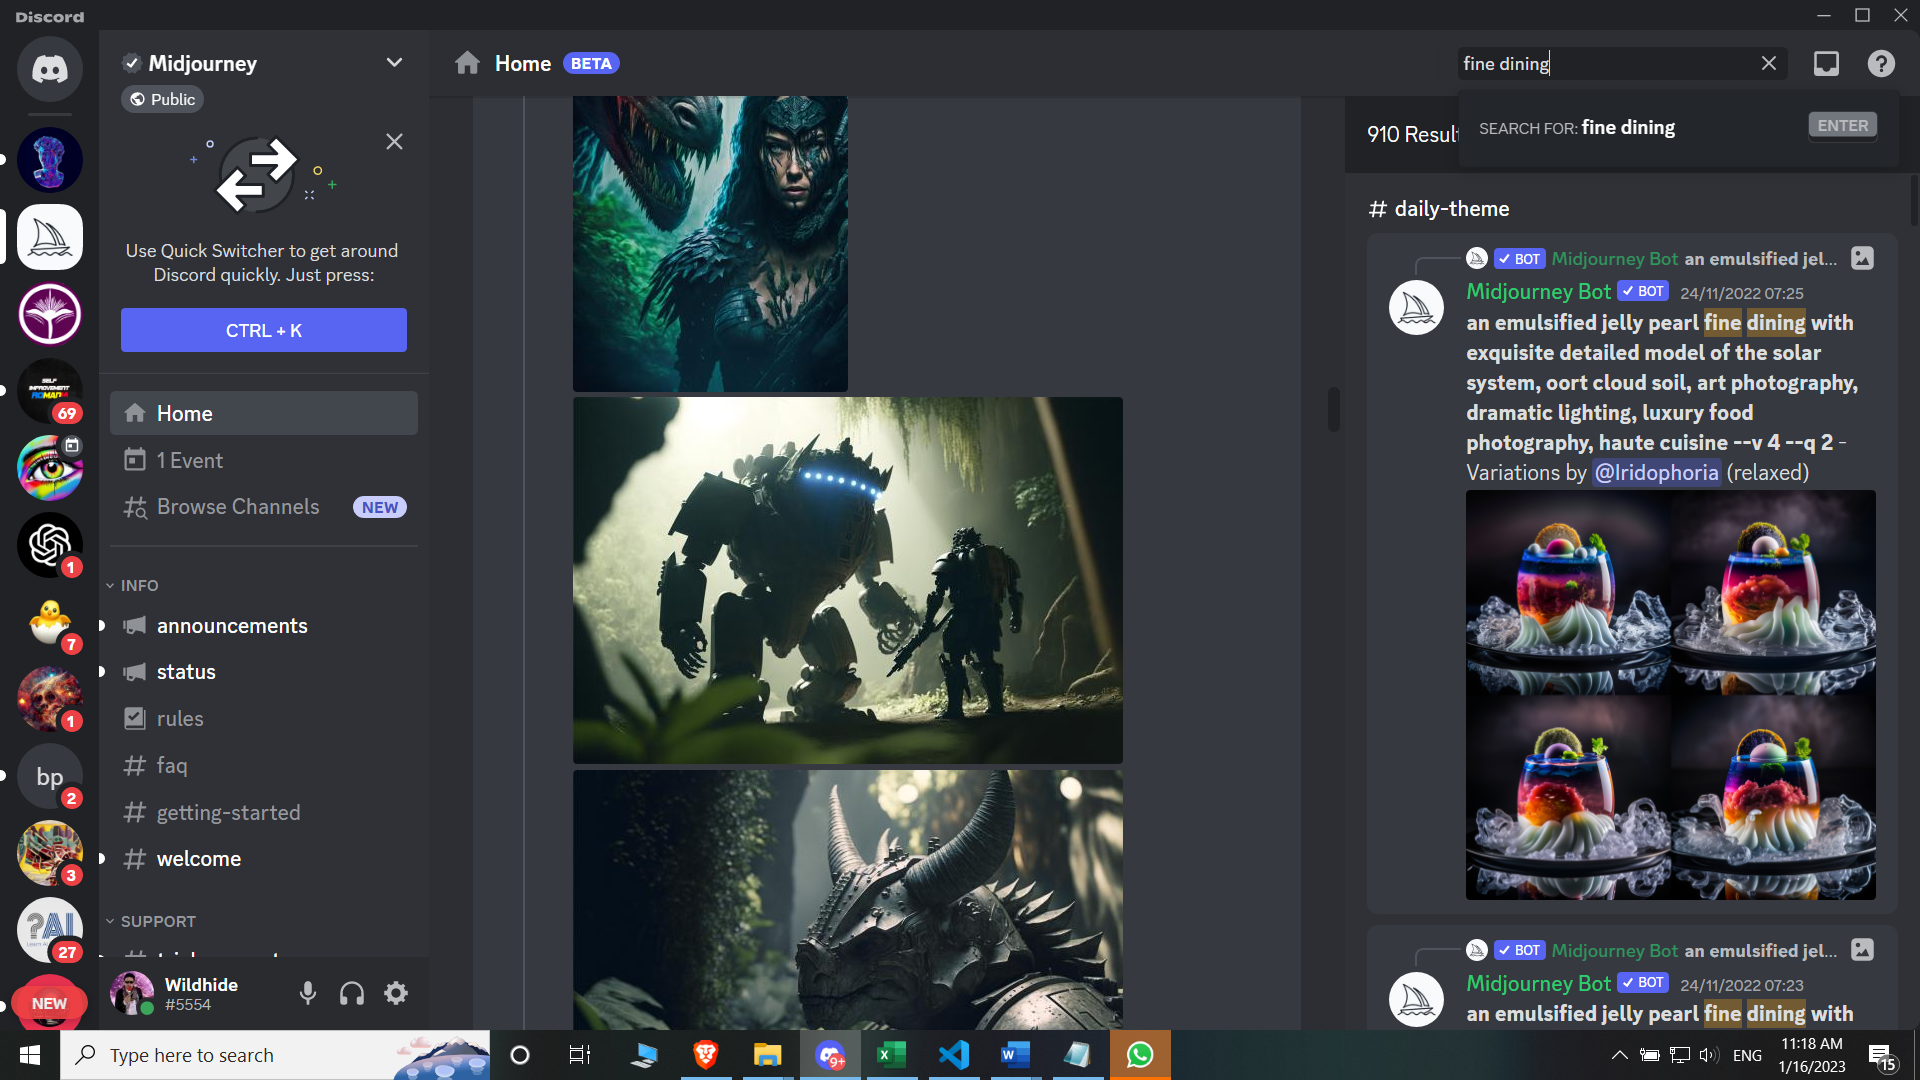 Discord
Midjourney
Public
Use Quick Switcher to get around
Discord quickly. Just press:
CTRL + K
Home
1 Event
Browse Channels
NEW
INFO
announcements
status
rules
faq
getting-started
welcome
SUPPORT
Wildhide
#5554
SELF
IMPROVEMENT
ROMANIA
69
1
7
1
bp
2
3
?AI
27
NEW
Home
BETA
fine dining
SEARCH FOR: fine dining
ENTER
910 Result
# daily-theme
BOT Midjourney Bot an emulsified jel...
Midjourney Bot BOT 24/11/2022 07:25
an emulsified jelly pearl fine dining with
exquisite detailed model of the solar
system, oort cloud soil, art photography,
dramatic lighting, luxury food
photography, haute cuisine --v 4 --q 2 -
Variations by @Iridophoria (relaxed)
BOT Midjourney Bot an emulsified jel...
Midjourney Bot BOT 24/11/2022 07:23
an emulsified jelly pearl fine dining with
Type here to search
9+
ENG
11:18 AM
1/16/2023
15